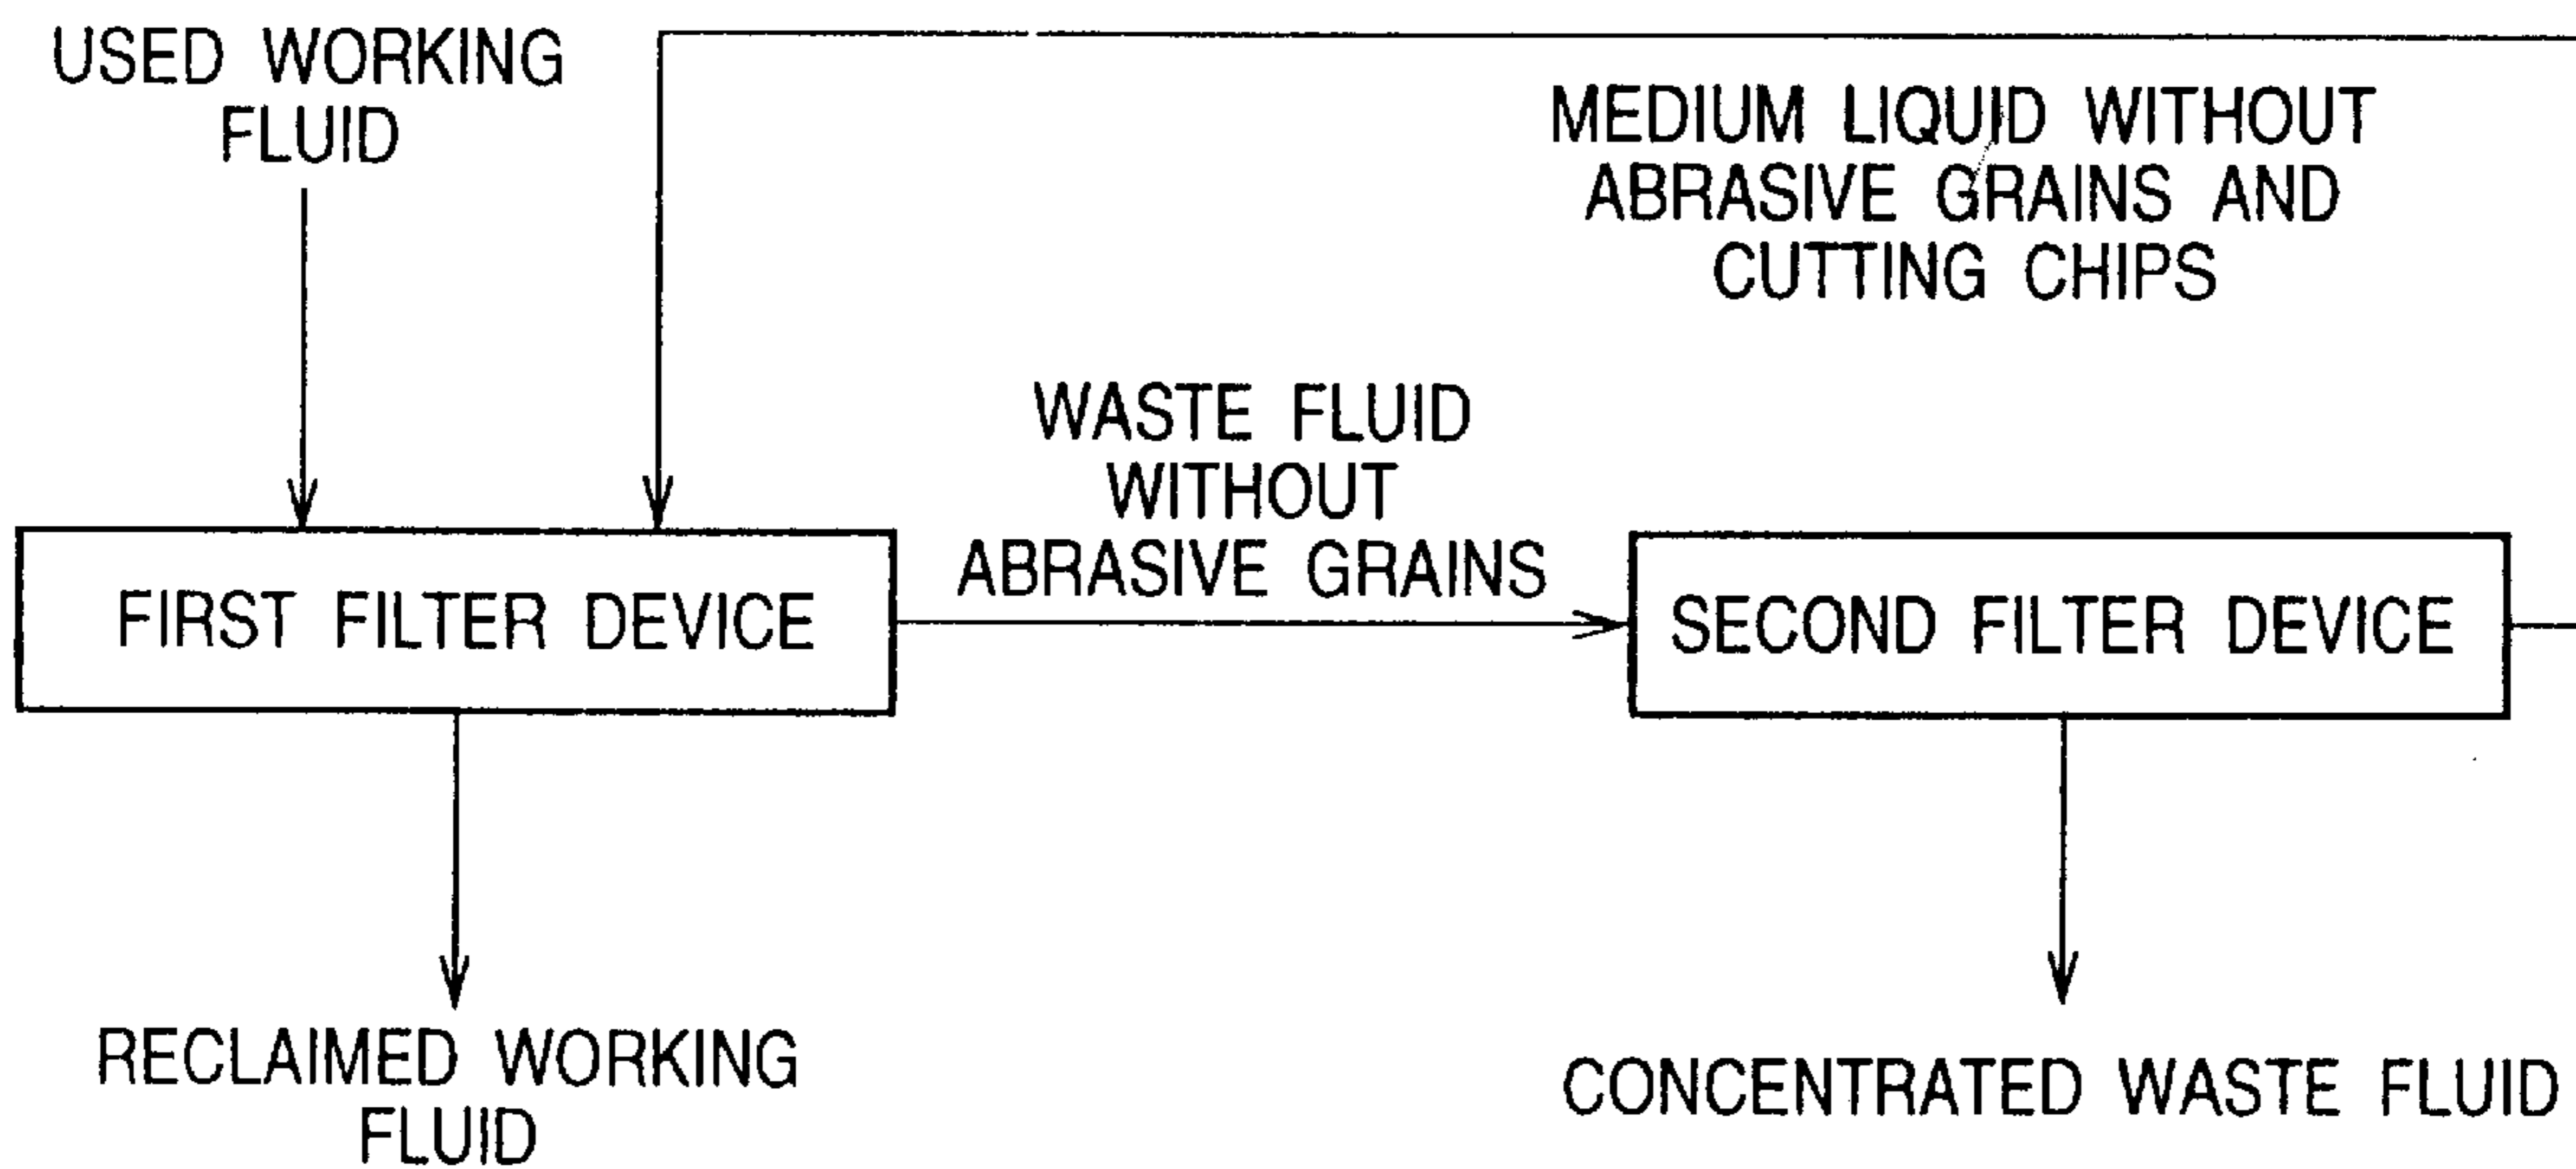 USED WORKING
FLUID
MEDIUM LIQUID WITHOUT
ABRASIVE GRAINS AND
CUTTING CHIPS
WASTE FLUID
WITHOUT
ABRASIVE GRAINS
FIRST FILTER DEVICE
SECOND FILTER DEVICE
RECLAIMED WORKING
FLUID
CONCENTRATED WASTE FLUID